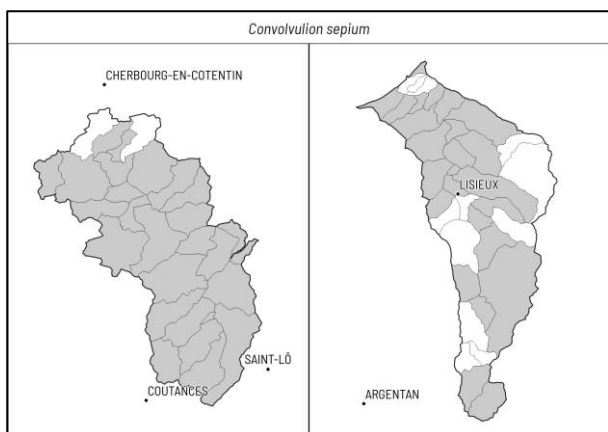 Convolvulion sepium
CHERBOURG-EN-COTENTIN
SAINT-LÔ
COUTANCES
LISIEUX
ARGENTAN